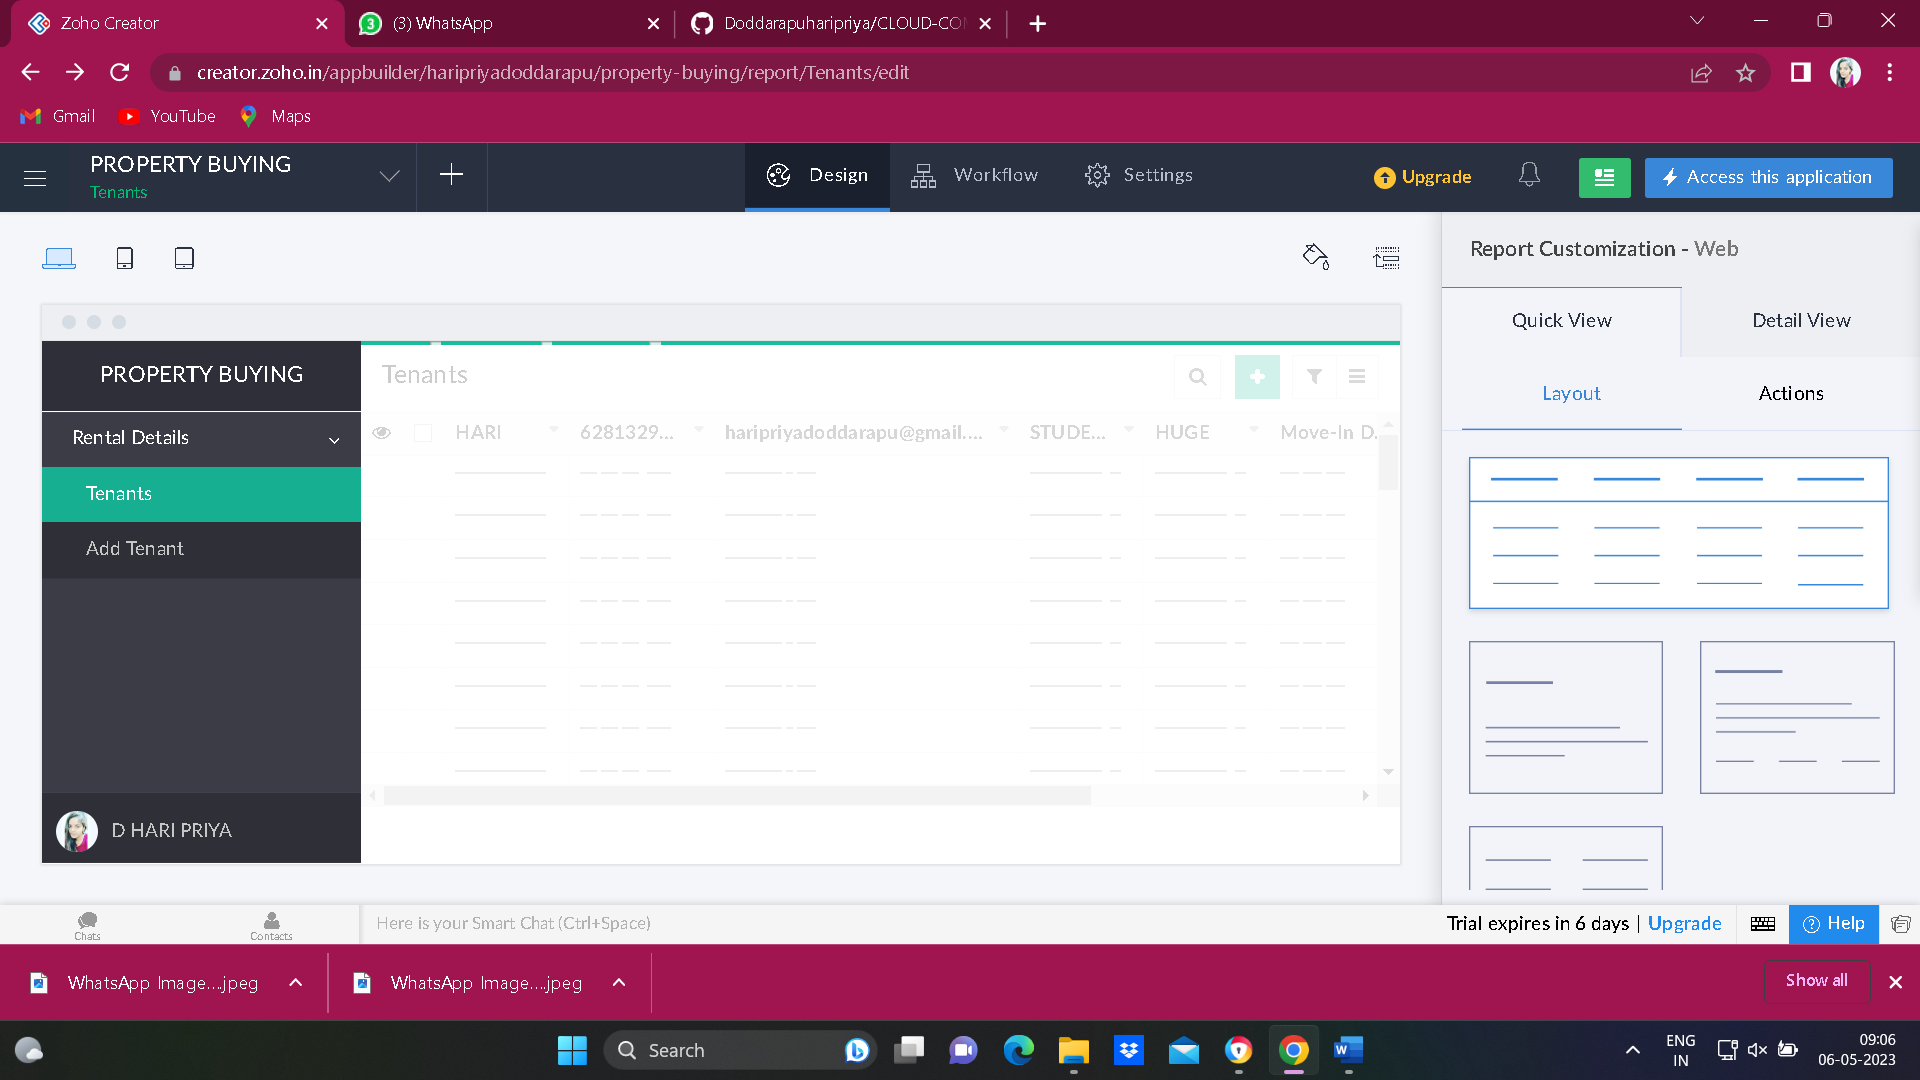 Zoho Creator
(3) WhatsApp
Doddarapuharipriya/CLOUD-CO
creator.zoho.in/appbuilder/haripriyadoddarapu/property-buying/report/Tenants/edit
Gmail
YouTube
Maps
PROPERTY BUYING
Tenants
Design
Workflow
Settings
Upgrade
Access this application
Report Customization - Web
Quick View
Detail View
Layout
Actions
PROPERTY BUYING
Rental Details
Tenants
Add Tenant
D HARI PRIYA
Tenants
HARI
6281329...
haripriyadoddarapu@gmail....
STUDE...
HUGE
Move-In D.
Chats
Contacts
Here is your Smart Chat (Ctrl+Space)
Trial expires in 6 days | Upgrade
Help
WhatsApp Image....jpeg
WhatsApp Image....jpeg
Show all
Search
ENG
IN
09:06
06-05-2023